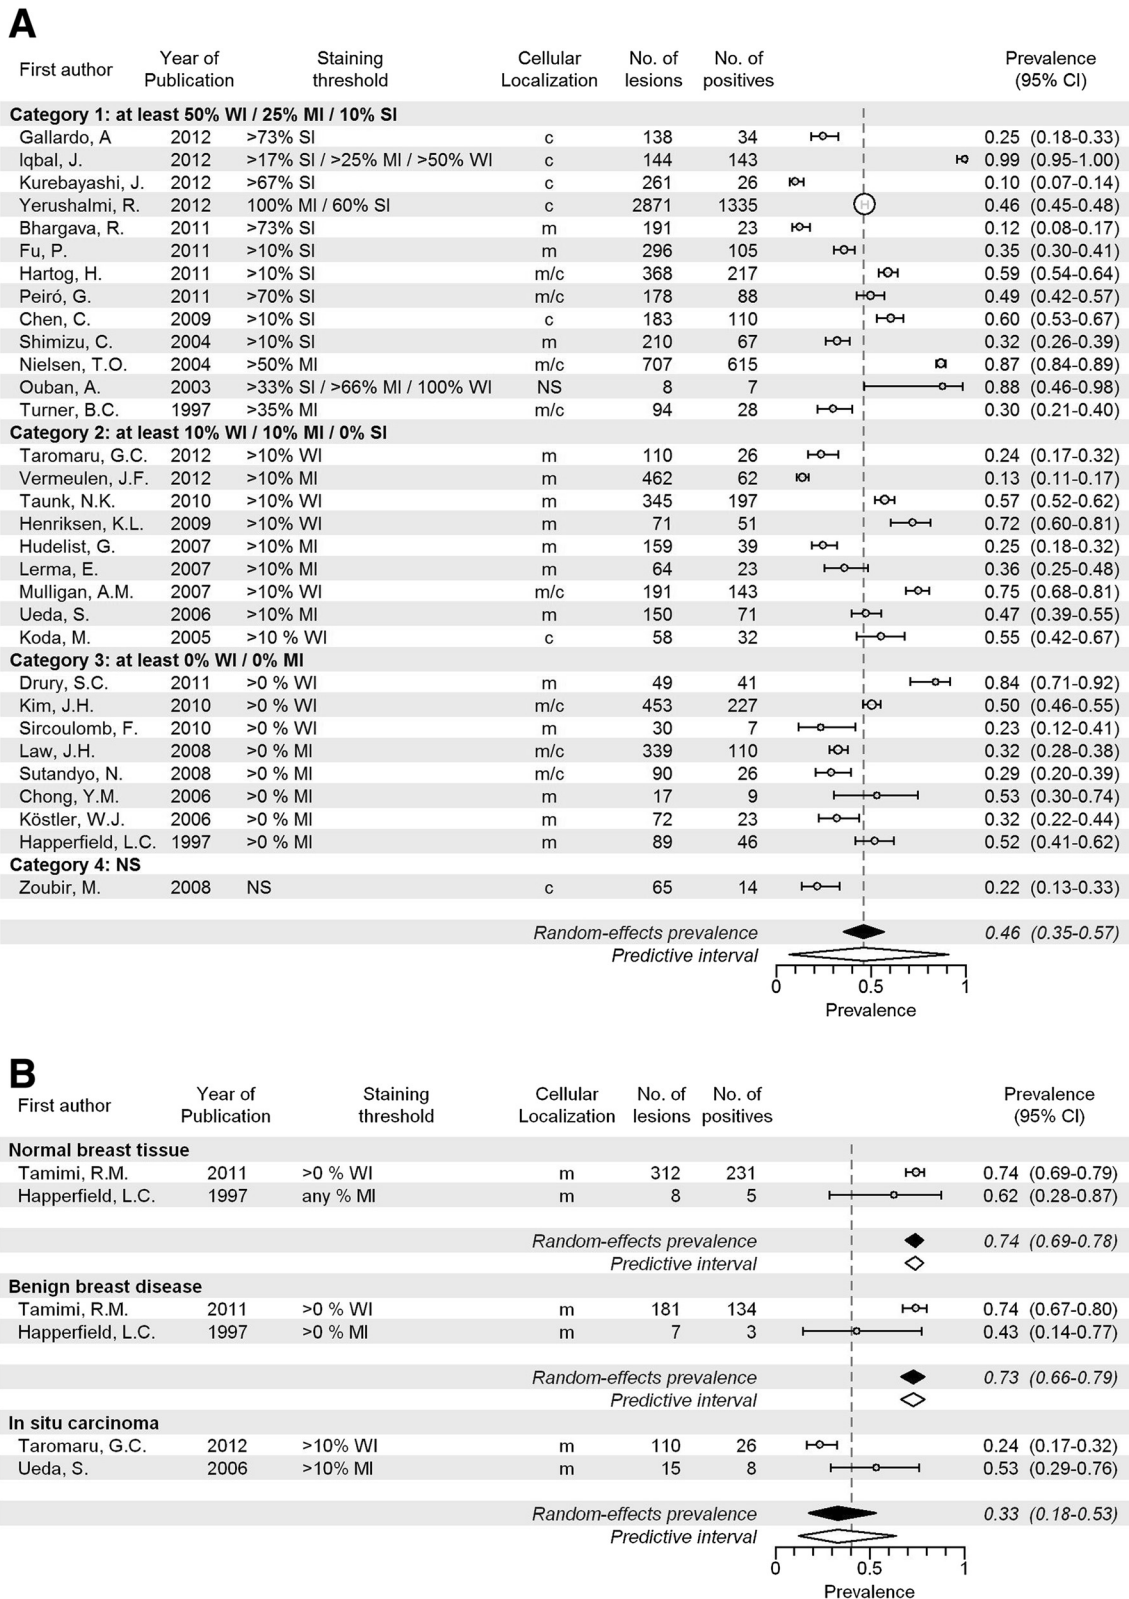 A
First author Year of Publication Staining threshold Cellular Localization No. of lesions No. of positives Prevalence (95% CI)
Category 1: at least 50% WI / 25% MI / 10% SI
Gallardo, A 2012 >73% SI c 138 34 0.25 (0.18-0.33)
Iqbal, J. 2012 >17% SI / >25% MI / >50% WI c 144 143 0.99 (0.95-1.00)
Kurebayashi, J. 2012 >67% SI c 261 26 0.10 (0.07-0.14)
Yerushalmi, R. 2012 100% MI / 60% SI c 2871 1335 0.46 (0.45-0.48)
Bhargava, R. 2011 >73% SI m 191 23 0.12 (0.08-0.17)
Fu, P. 2011 >10% SI m 296 105 0.35 (0.30-0.41)
Hartog, H. 2011 >10% SI m/c 368 217 0.59 (0.54-0.64)
Peiró, G. 2011 >70% SI m/c 178 88 0.49 (0.42-0.57)
Chen, C. 2009 >10% SI c 183 110 0.60 (0.53-0.67)
Shimizu, C. 2004 >10% SI m 210 67 0.32 (0.26-0.39)
Nielsen, T.O. 2004 >50% MI m/c 707 615 0.87 (0.84-0.89)
Ouban, A. 2003 >33% SI / >66% MI / 100% WI NS 8 7 0.88 (0.46-0.98)
Turner, B.C. 1997 >35% MI m/c 94 28 0.30 (0.21-0.40)
Category 2: at least 10% WI / 10% MI / 0% SI
Taromaru, G.C. 2012 >10% WI m 110 26 0.24 (0.17-0.32)
Vermeulen, J.F. 2012 >10% MI m 462 62 0.13 (0.11-0.17)
Taunk, N.K. 2010 >10% WI m 345 197 0.57 (0.52-0.62)
Henriksen, K.L. 2009 >10% WI m 71 51 0.72 (0.60-0.81)
Hudelist, G. 2007 >10% MI m 159 39 0.25 (0.18-0.32)
Lerma, E. 2007 >10% MI m 64 23 0.36 (0.25-0.48)
Mulligan, A.M. 2007 >10% WI m/c 191 143 0.75 (0.68-0.81)
Ueda, S. 2006 >10% MI m 150 71 0.47 (0.39-0.55)
Koda, M. 2005 >10 % WI c 58 32 0.55 (0.42-0.67)
Category 3: at least 0% WI / 0% MI
Drury, S.C. 2011 >0 % WI m 49 41 0.84 (0.71-0.92)
Kim, J.H. 2010 >0 % WI m/c 453 227 0.50 (0.46-0.55)
Sircoulomb, F. 2010 >0 % WI m 30 7 0.23 (0.12-0.41)
Law, J.H. 2008 >0 % MI m/c 339 110 0.32 (0.28-0.38)
Sutandyo, N. 2008 >0 % MI m/c 90 26 0.29 (0.20-0.39)
Chong, Y.M. 2006 >0 % MI m 17 9 0.53 (0.30-0.74)
Köstler, W.J. 2006 >0 % MI m 72 23 0.32 (0.22-0.44)
Happerfield, L.C. 1997 >0 % MI m 89 46 0.52 (0.41-0.62)
Category 4: NS
Zoubir, M. 2008 NS c 65 14 0.22 (0.13-0.33)
Random-effects prevalence 0.46 (0.35-0.57)
Predictive interval
0 0.5 1
Prevalence
B
First author Year of Publication Staining threshold Cellular Localization No. of lesions No. of positives Prevalence (95% CI)
Normal breast tissue
Tamimi, R.M. 2011 >0 % WI m 312 231 0.74 (0.69-0.79)
Happerfield, L.C. 1997 any % MI m 8 5 0.62 (0.28-0.87)
Random-effects prevalence 0.74 (0.69-0.78)
Predictive interval
Benign breast disease
Tamimi, R.M. 2011 >0 % WI m 181 134 0.74 (0.67-0.80)
Happerfield, L.C. 1997 >0 % MI m 7 3 0.43 (0.14-0.77)
Random-effects prevalence 0.73 (0.66-0.79)
Predictive interval
In situ carcinoma
Taromaru, G.C. 2012 >10% WI m 110 26 0.24 (0.17-0.32)
Ueda, S. 2006 >10% MI m 15 8 0.53 (0.29-0.76)
Random-effects prevalence 0.33 (0.18-0.53)
Predictive interval
0 0.5 1
Prevalence